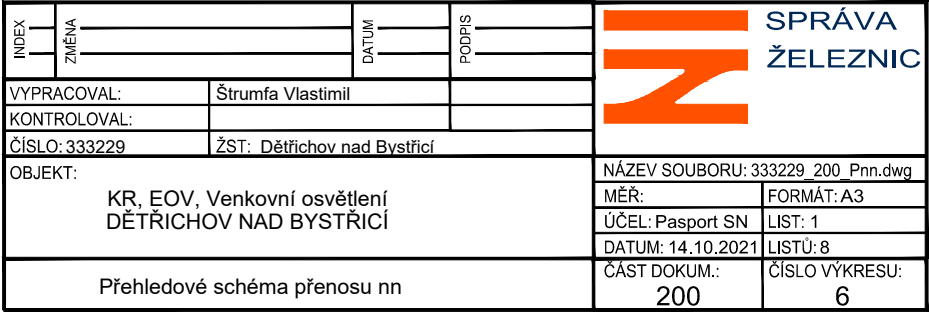 INDEX
ZMĚNA
DATUM
PODPIS
SPRÁVA
ŽELEZNIC
VYPRACOVAL: Štrumfa Vlastimil
KONTROLOVAL:
ČÍSLO: 333229 ŽST: Dětřichov nad Bystřicí
OBJEKT:
KR, EOV, Venkovní osvětlení
DĚTŘICHOV NAD BYSTŘICÍ
Přehledové schéma přenosu nn
NÁZEV SOUBORU: 333229_200_Pnn.dwg
MĚŘ: FORMÁT: A3
ÚČEL: Pasport SN LIST: 1
DATUM: 14.10.2021 LISTŮ: 8
ČÁST DOKUM.: ČÍSLO VÝKRESU:
200 6